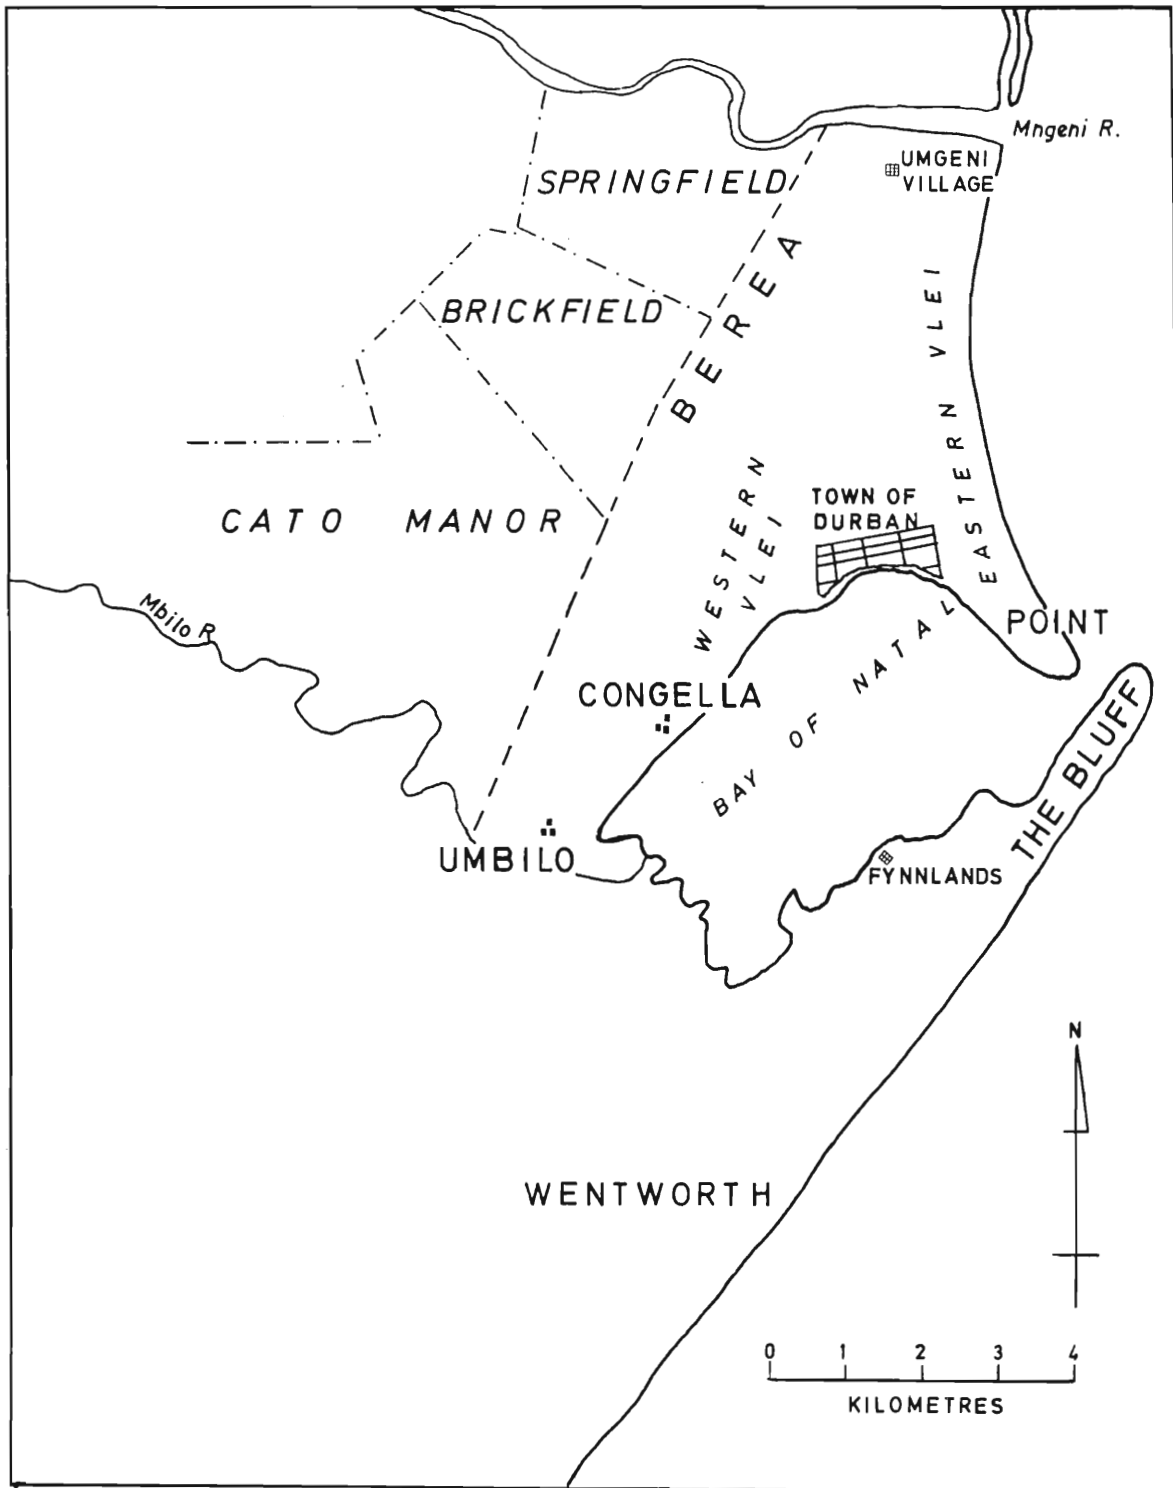 Mngeni R.
UMGENI
VILLAGE
SPRINGFIELD
BEREA
BRICKFIELD
EASTERN VLEI
WESTERN
VLEI
TOWN OF
DURBAN
CATO MANOR
Mbilo R
POINT
CONGELLA
BAY OF NATAL
THE BLUFF
UMBILO
FYNNLANDS
N
WENTWORTH
0 1 2 3 4
KILOMETRES